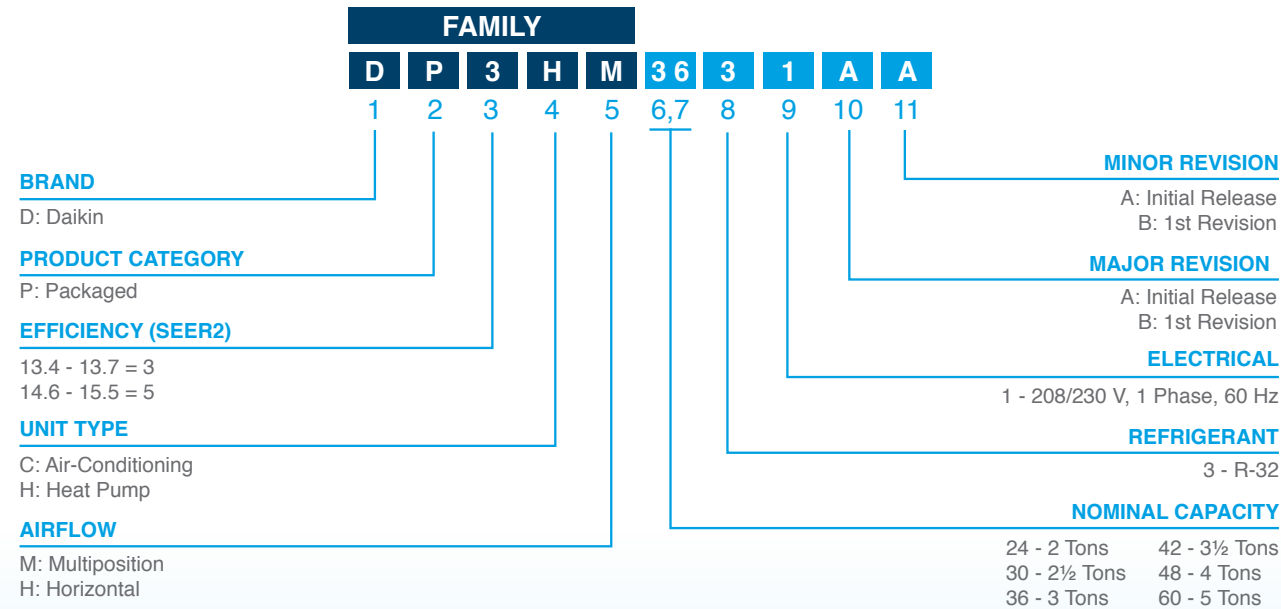 FAMILY
D P 3 H M 3 6 3 1 A A
1 2 3 4 5 6,7 8 9 10 11
BRAND
D: Daikin
PRODUCT CATEGORY
P: Packaged
EFFICIENCY (SEER2)
13.4 - 13.7 = 3
14.6 - 15.5 = 5
UNIT TYPE
C: Air-Conditioning
H: Heat Pump
AIRFLOW
M: Multiposition
H: Horizontal
MINOR REVISION
A: Initial Release
B: 1st Revision
MAJOR REVISION
A: Initial Release
B: 1st Revision
ELECTRICAL
1 - 208/230 V, 1 Phase, 60 Hz
REFRIGERANT
3 - R-32
NOMINAL CAPACITY
24 - 2 Tons 42 - 3½ Tons
30 - 2½ Tons 48 - 4 Tons
36 - 3 Tons 60 - 5 Tons